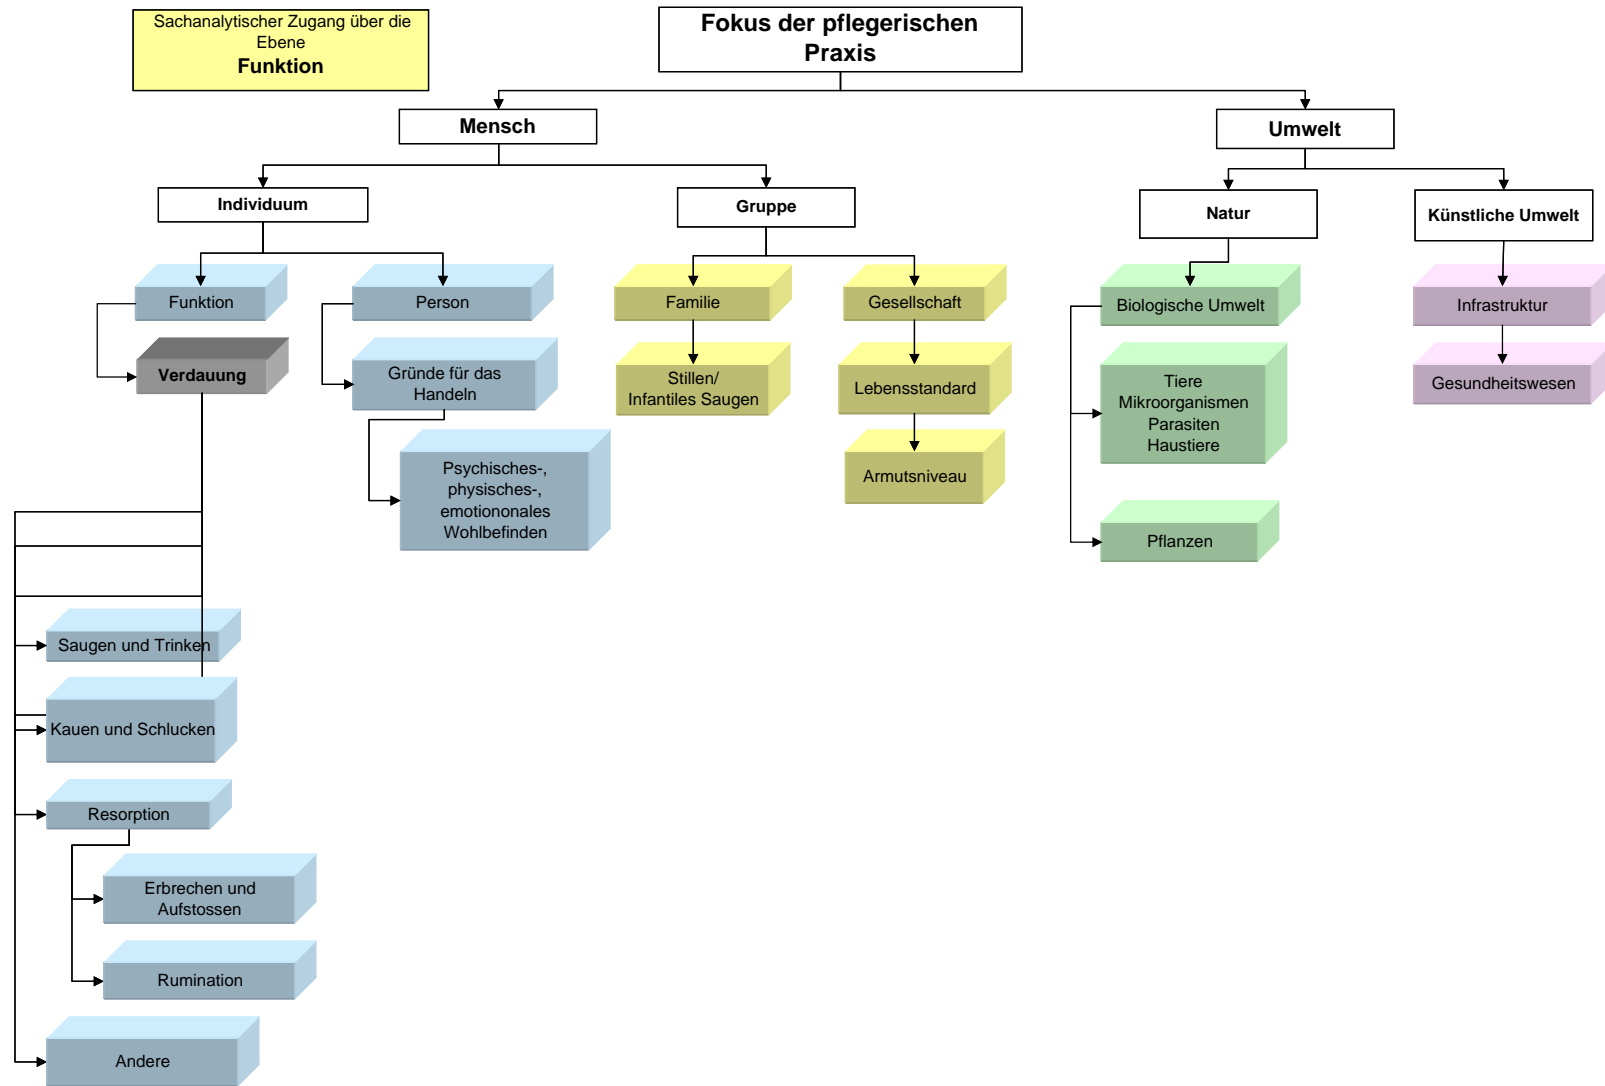 Sachanalytischer Zugang über die
Ebene
Funktion
Fokus der pflegerischen
Praxis
Mensch
Umwelt
Individuum
Gruppe
Natur
Künstliche Umwelt
Funktion
Person
Familie
Gesellschaft
Biologische Umwelt
Infrastruktur
Verdauung
Gründe für das
Handeln
Stillen/
Infantiles Saugen
Lebensstandard
Tiere
Mikroorganismen
Parasiten
Haustiere
Gesundheitswesen
Psychisches-,
physisches-,
emotiononales
Wohlbefinden
Armutsniveau
Pflanzen
Saugen und Trinken
Kauen und Schlucken
Resorption
Erbrechen und
Aufstossen
Rumination
Andere